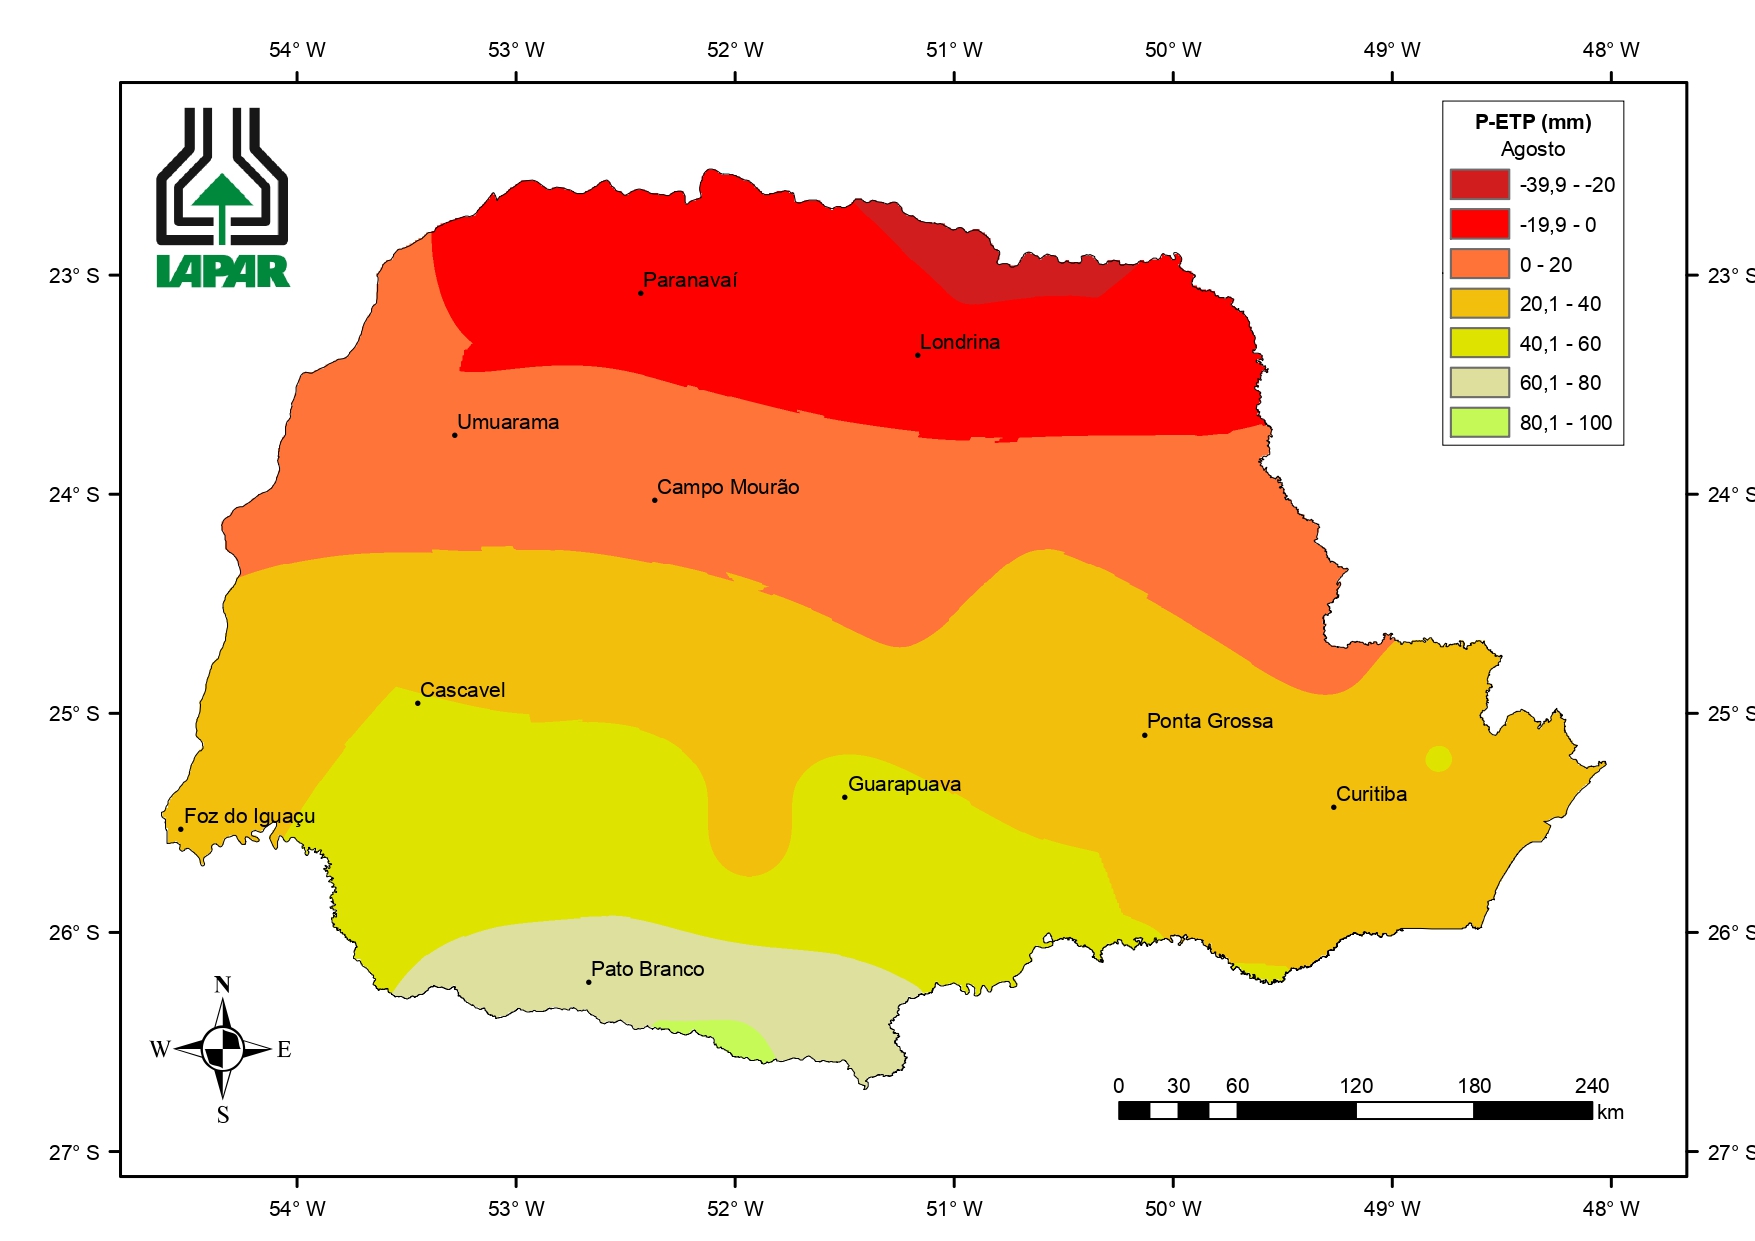 54° W 53° W 52° W 51° W 50° W 49° W 48° W
IAPAR
P-ETP (mm)
Agosto
-39,9 - -20
-19,9 - 0
0 - 20
20,1 - 40
40,1 - 60
60,1 - 80
80,1 - 100
23° S 23° S
Paranavaí
Londrina
Umuarama
Campo Mourão
24° S 24° S
Cascavel
25° S 25° S
Ponta Grossa
Guarapuava
Curitiba
Foz do Iguaçu
26° S 26° S
Pato Branco
N
W E
S
0 30 60 120 180 240
km
27° S 27° S
54° W 53° W 52° W 51° W 50° W 49° W 48° W